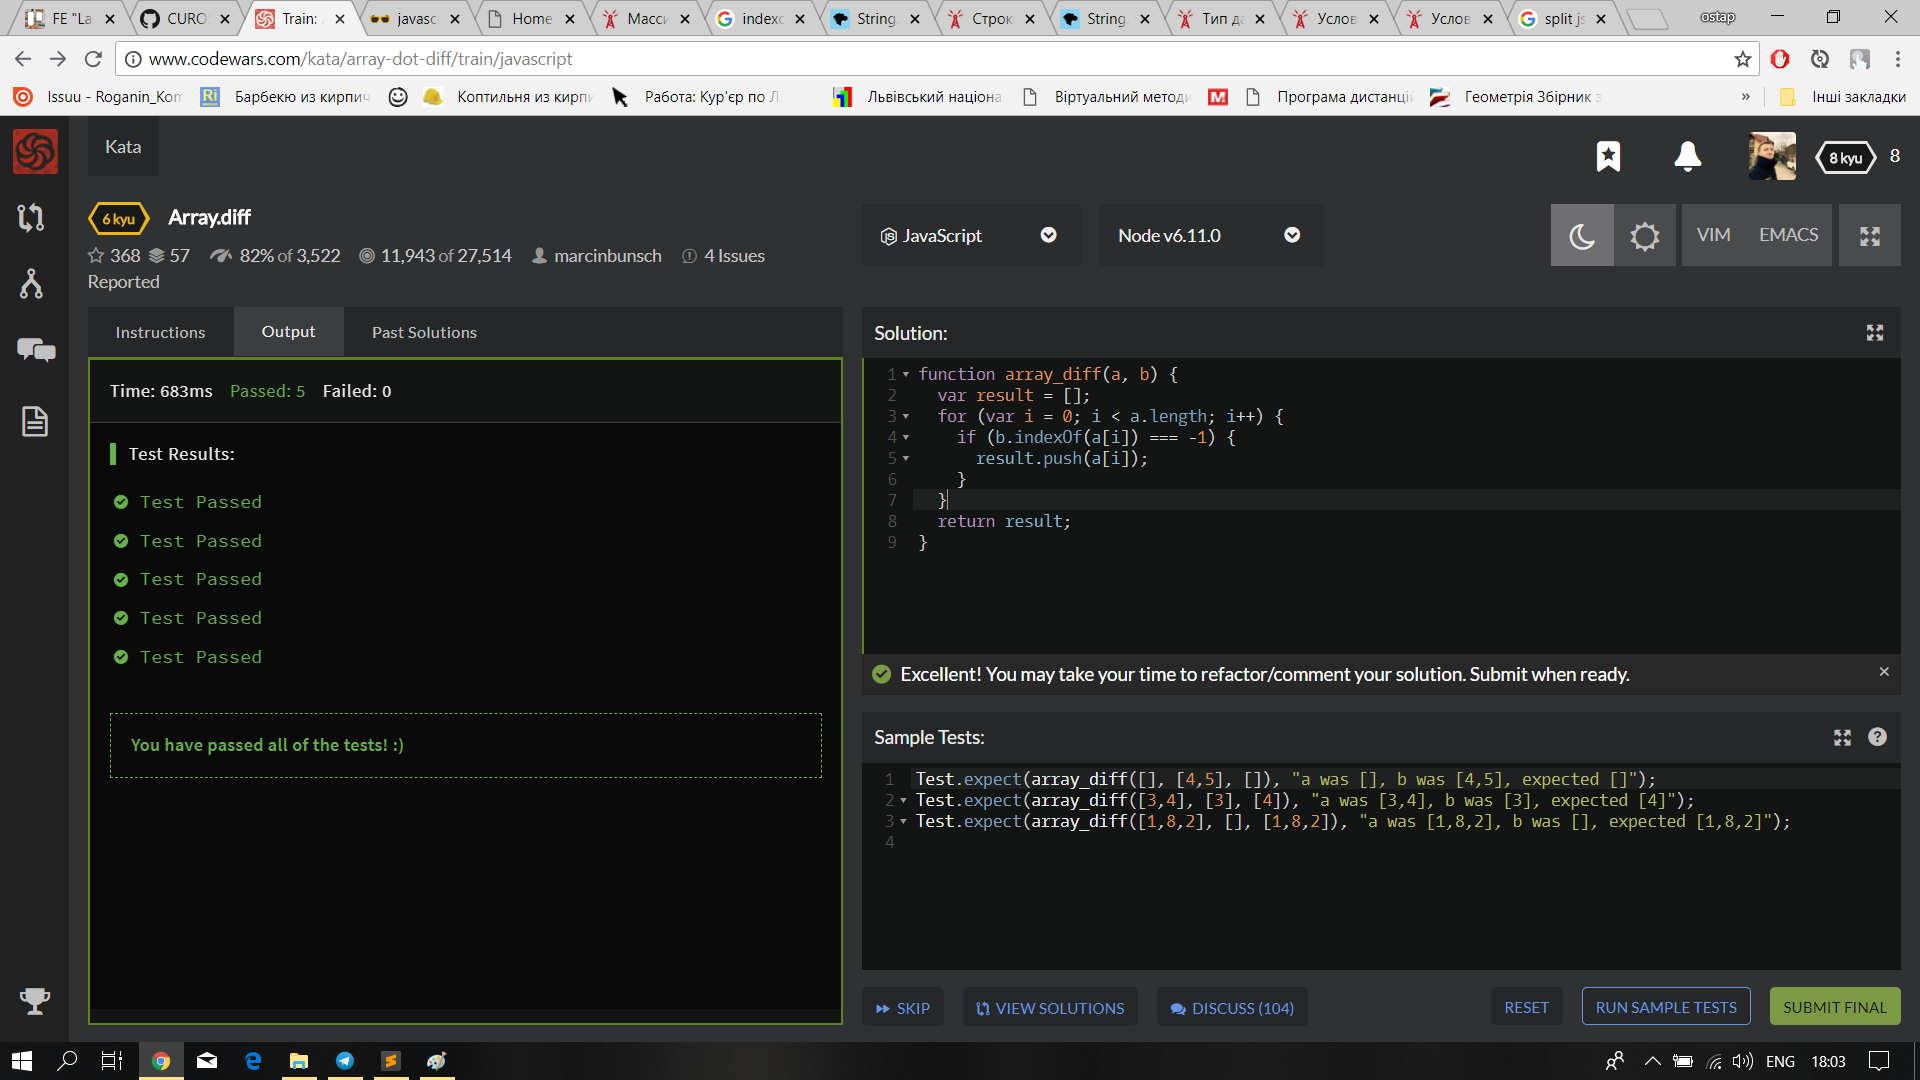 FE "La
CURO
Train: 
javasc
Home
Масси
indexo
String
Строк
String
Тип да
Услов
Услов
split js
ostap
www.codewars.com/kata/array-dot-diff/train/javascript
Issuu - Roganin_Kom
Ri
Барбекю из кирпич
Коптильня из кирпи
Работа: Кур'єр по Л
Львівський націона
Віртуальний методи
M
Програма дистанці
Геометрія Збірник з
»
Інші закладки
Kata
8 kyu
8
6 kyu
Array.diff
368 57 82% of 3,522 11,943 of 27,514 marcinbunsch 4 Issues
Reported
JavaScript
Node v6.11.0
VIM
EMACS
Instructions
Output
Past Solutions
Time: 683ms Passed: 5 Failed: 0
Test Results:
Test Passed
Test Passed
Test Passed
Test Passed
Test Passed
You have passed all of the tests! :)
Solution:
1 function array_diff(a, b) {
2 var result = [];
3 for (var i = 0; i < a.length; i++) {
4 if (b.indexOf(a[i]) === -1) {
5 result.push(a[i]);
6 }
7 }
8 return result;
9 }
Excellent! You may take your time to refactor/comment your solution. Submit when ready.
Sample Tests:
1 Test.expect(array_diff([], [4,5], []), "a was [], b was [4,5], expected []");
2 Test.expect(array_diff([3,4], [3], [4]), "a was [3,4], b was [3], expected [4]");
3 Test.expect(array_diff([1,8,2], [], [1,8,2]), "a was [1,8,2], b was [], expected [1,8,2]");
4
SKIP
VIEW SOLUTIONS
DISCUSS (104)
RESET
RUN SAMPLE TESTS
SUBMIT FINAL
ENG
18:03